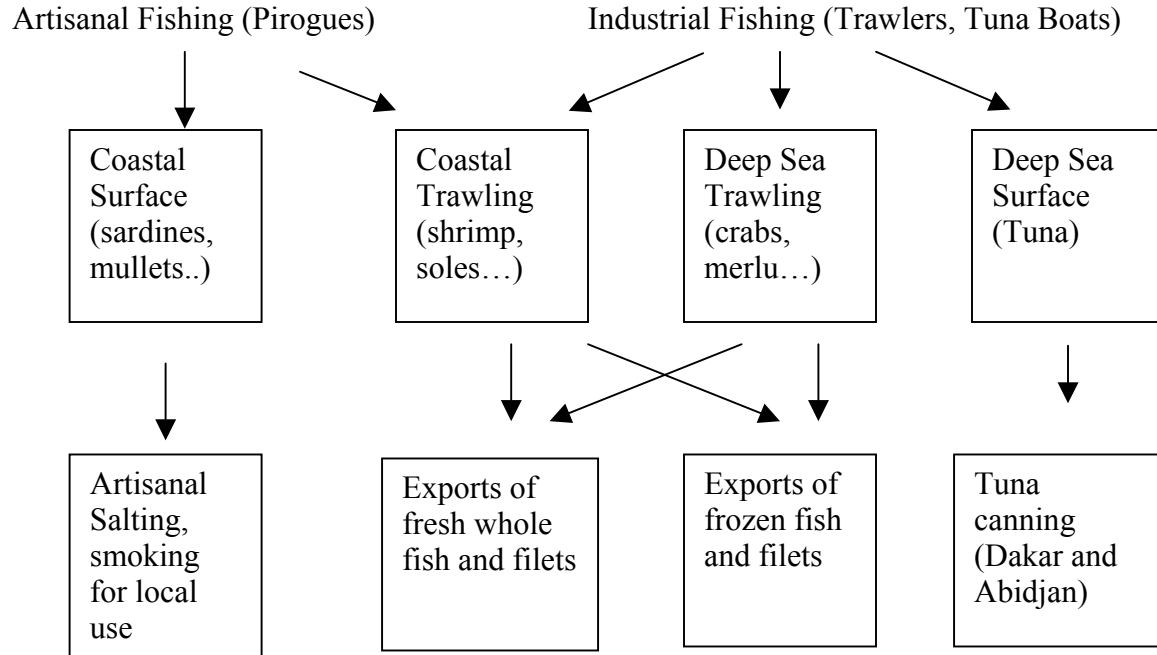 Artisanal Fishing (Pirogues)
Industrial Fishing (Trawlers, Tuna Boats)
Coastal
Surface
(sardines,
mullets..)
Coastal
Trawling
(shrimp,
soles…)
Deep Sea
Trawling
(crabs,
merlu…)
Deep Sea
Surface
(Tuna)
Artisanal
Salting,
smoking
for local
use
Exports of
fresh whole
fish and filets
Exports of
frozen fish
and filets
Tuna
canning
(Dakar and
Abidjan)